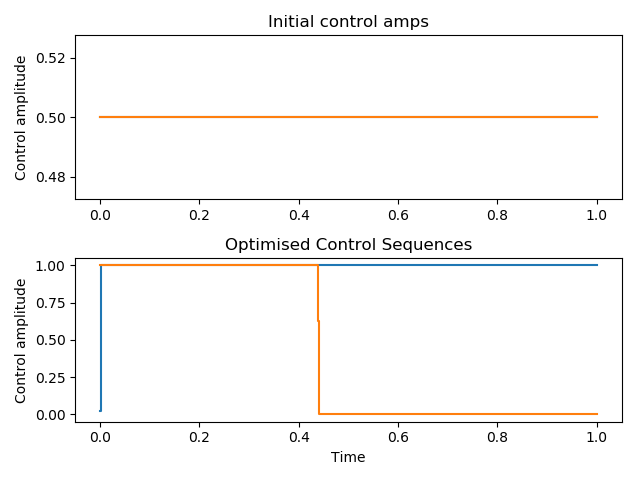 Initial control amps
Control amplitude
0.52
0.50
0.48
0.0 0.2 0.4 0.6 0.8 1.0
Optimised Control Sequences
Control amplitude
1.00
0.75
0.50
0.25
0.00
0.0 0.2 0.4 0.6 0.8 1.0
Time